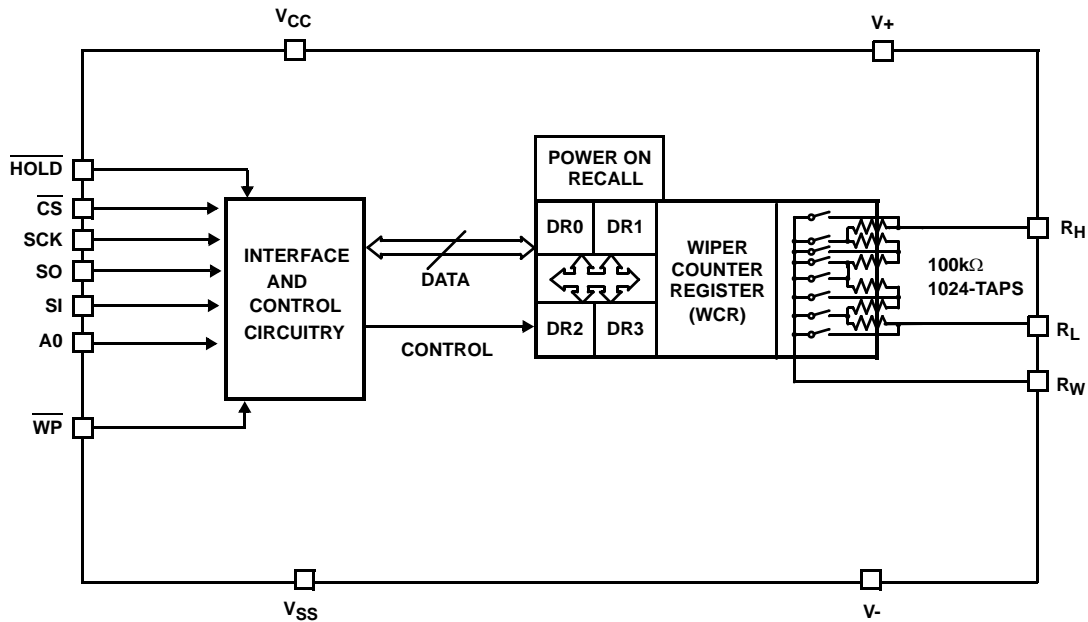 VCC
V+
HOLD
CS
SCK
SO
SI
A0
WP
INTERFACE
AND
CONTROL
CIRCUITRY
DATA
CONTROL
POWER ON
RECALL
DR0
DR1
DR2
DR3
WIPER
COUNTER
REGISTER
(WCR)
100kΩ
1024-TAPS
RH
RL
RW
VSS
V-